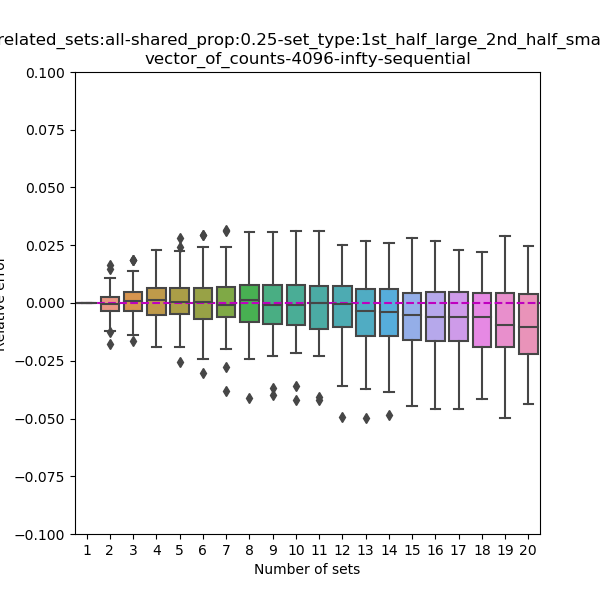 related_sets:all-shared_prop:0.25-set_type:1st_half_large_2nd_half_sma
vector_of_counts-4096-infty-sequential
0.100
0.075
0.050
0.025
0.000
−0.025
−0.050
−0.075
−0.100
Relative error
1 2 3 4 5 6 7 8 9 10 11 12 13 14 15 16 17 18 19 20
Number of sets